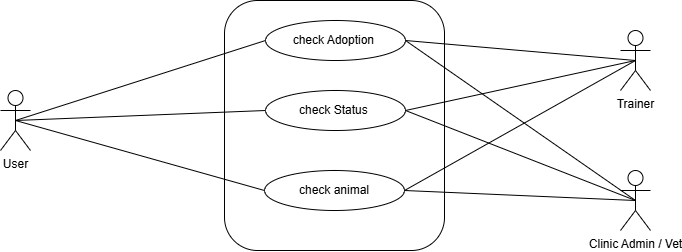 check Adoption
check Status
check animal
User
Trainer
Clinic Admin / Vet